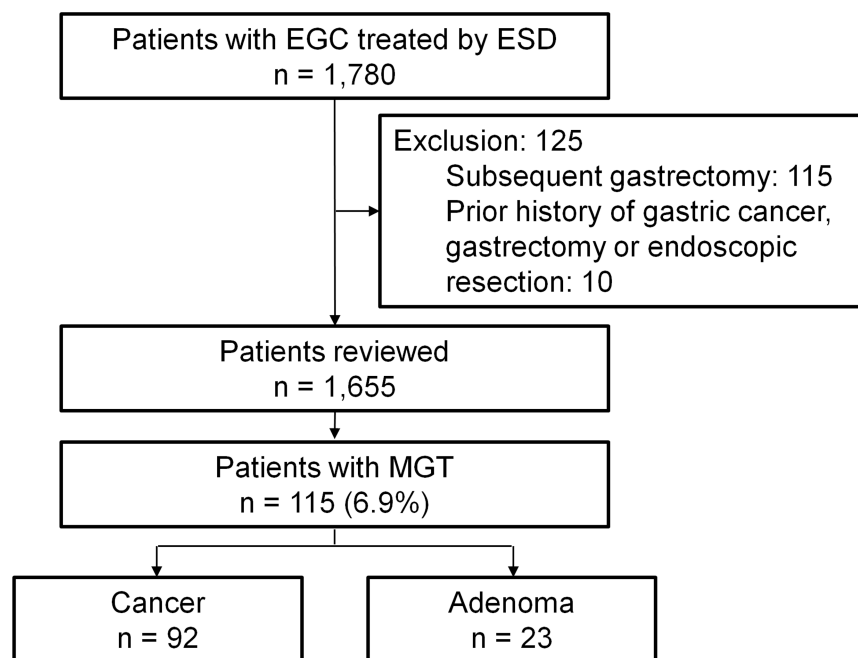 Patients with EGC treated by ESD
n = 1,780
Exclusion: 125
Subsequent gastrectomy: 115
Prior history of gastric cancer,
gastrectomy or endoscopic
resection: 10
Patients reviewed
n = 1,655
Patients with MGT
n = 115 (6.9%)
Cancer
n = 92
Adenoma
n = 23